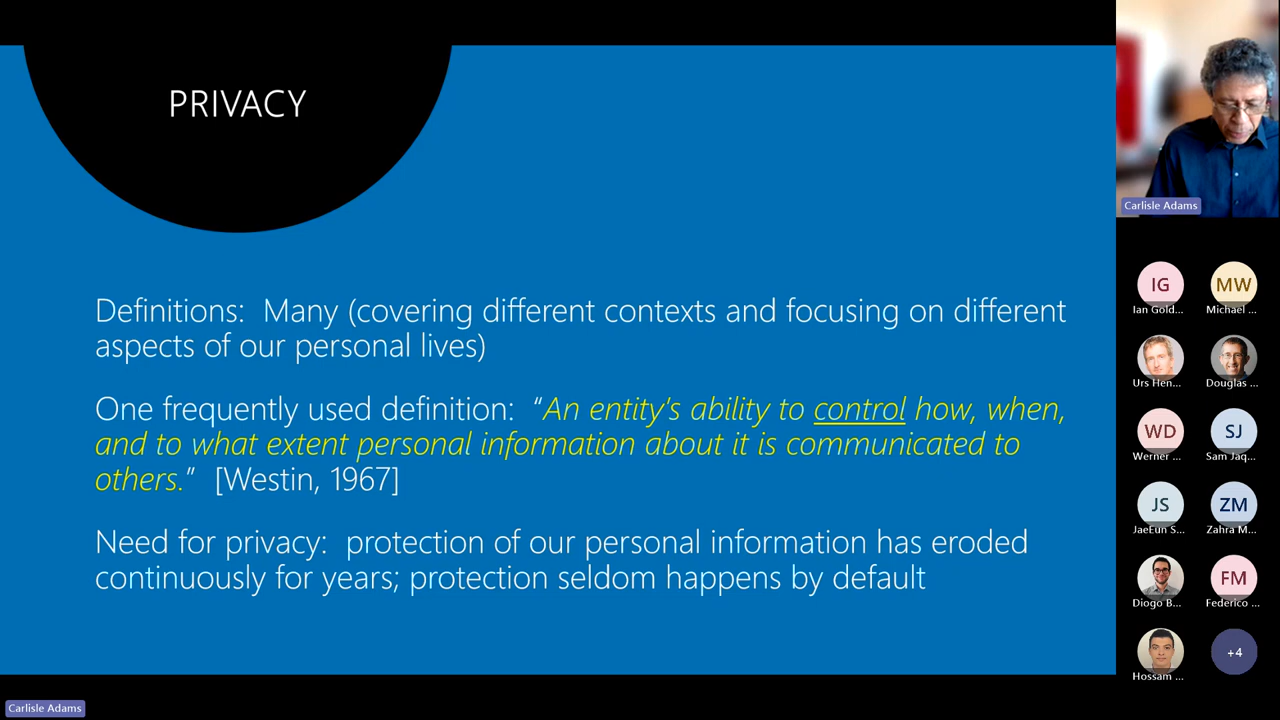 PRIVACY
Definitions:  Many (covering different contexts and focusing on different
aspects of our personal lives)
One frequently used definition:  “An entity's ability to control how, when,
and to what extent personal information about it is communicated to
others.”  [Westin, 1967]
Need for privacy:  protection of our personal information has eroded
continuously for years; protection seldom happens by default
Carlisle Adams
Carlisle Adams
IG
MW
Ian Gold...
Michael ...
Urs Hen...
Douglas ...
WD
SJ
Werner ...
Sam Jaq...
JS
ZM
JaeEun S...
Zahra M...
FM
Diogo B...
Federico ...
+4
Hossam ...